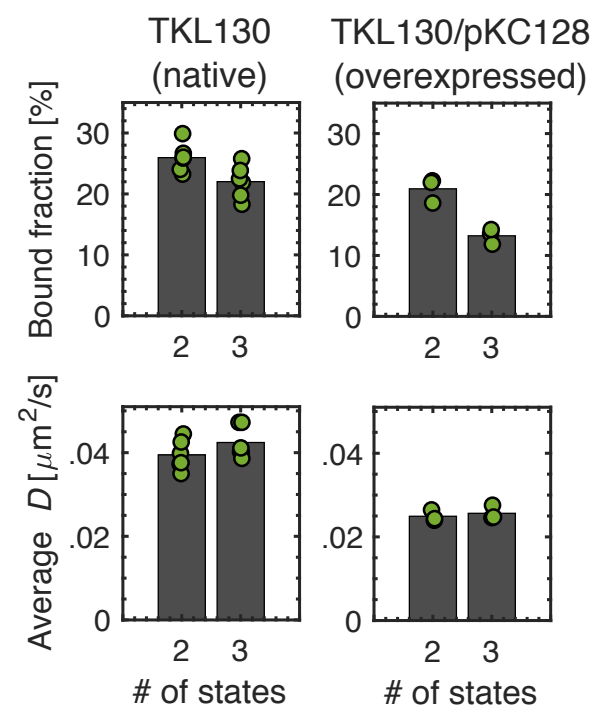 TKL130
(native)
TKL130/pKC128
(overexpressed)
Bound fraction [%]
30
20
10
0
2 3
30
20
10
0
2 3
Average D [μm²/s]
.04
.02
0
2 3
# of states
.04
.02
0
2 3
# of states